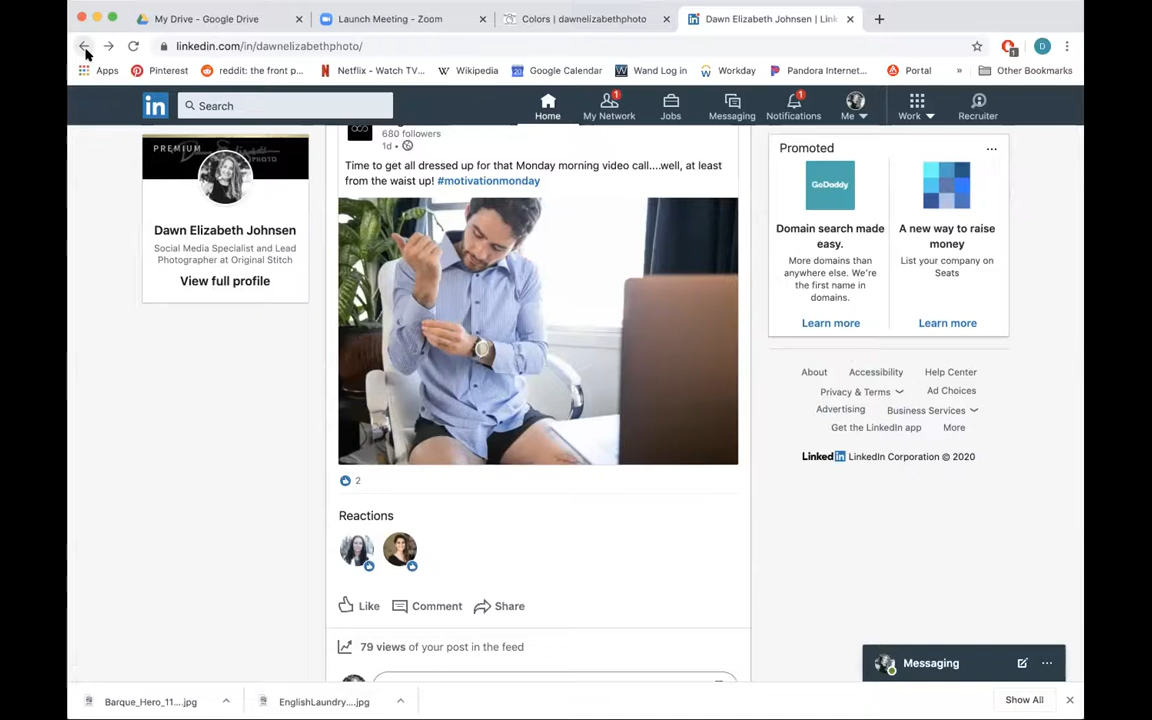 My Drive - Google Drive
Launch Meeting - Zoom
Colors | dawnelizabethphoto
Dawn Elizabeth Johnsen | Link
linkedin.com/in/dawnelizabethphoto/
D
Apps
Pinterest
reddit: the front p...
Netflix - Watch TV...
Wikipedia
Google Calendar
Wand Log in
Workday
Pandora Internet...
Portal
»
Other Bookmarks
in
Search
Home
My Network
Jobs
Messaging
Notifications
Me
Work
Recruiter
PREMIUM
Dawn Elizabeth Johnsen
Social Media Specialist and Lead
Photographer at Original Stitch
View full profile
680 followers
1d •
Time to get all dressed up for that Monday morning video call....well, at least
from the waist up! #motivationmonday
2
Reactions
Like
Comment
Share
79 views of your post in the feed
Promoted
GoDaddy
Domain search made
easy.
More domains than
anywhere else. We're
the first name in
domains.
Learn more
A new way to raise
money
List your company on
Seats
Learn more
About
Accessibility
Help Center
Privacy & Terms
Ad Choices
Advertising
Business Services
Get the LinkedIn app
More
LinkedIn LinkedIn Corporation © 2020
Messaging
Barque_Hero_11....jpg
EnglishLaundry....jpg
Show All